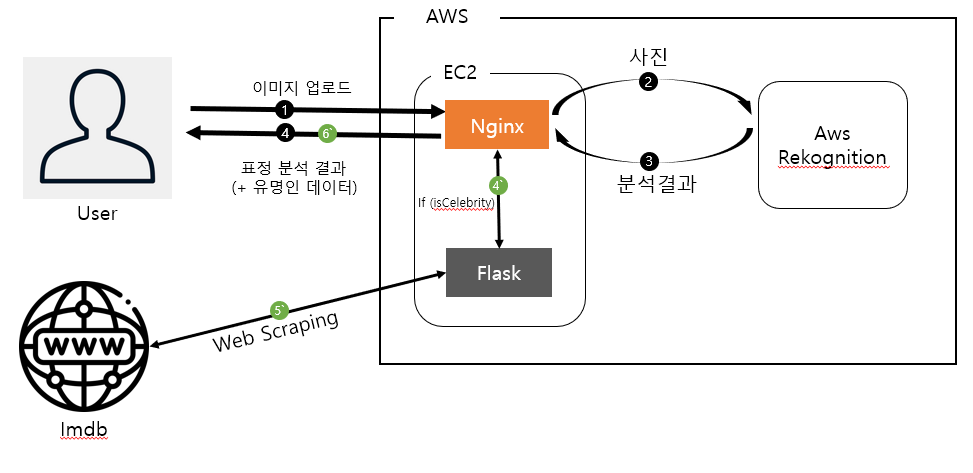 AWS
EC2
이미지 업로드
1
4
6`
표정 분석 결과
(+ 유명인 데이터)
User
Nginx
사진
2
3
분석결과
Aws
Rekognition
4`
If (isCelebrity)
Flask
5`
Web Scraping
WWW
Imdb